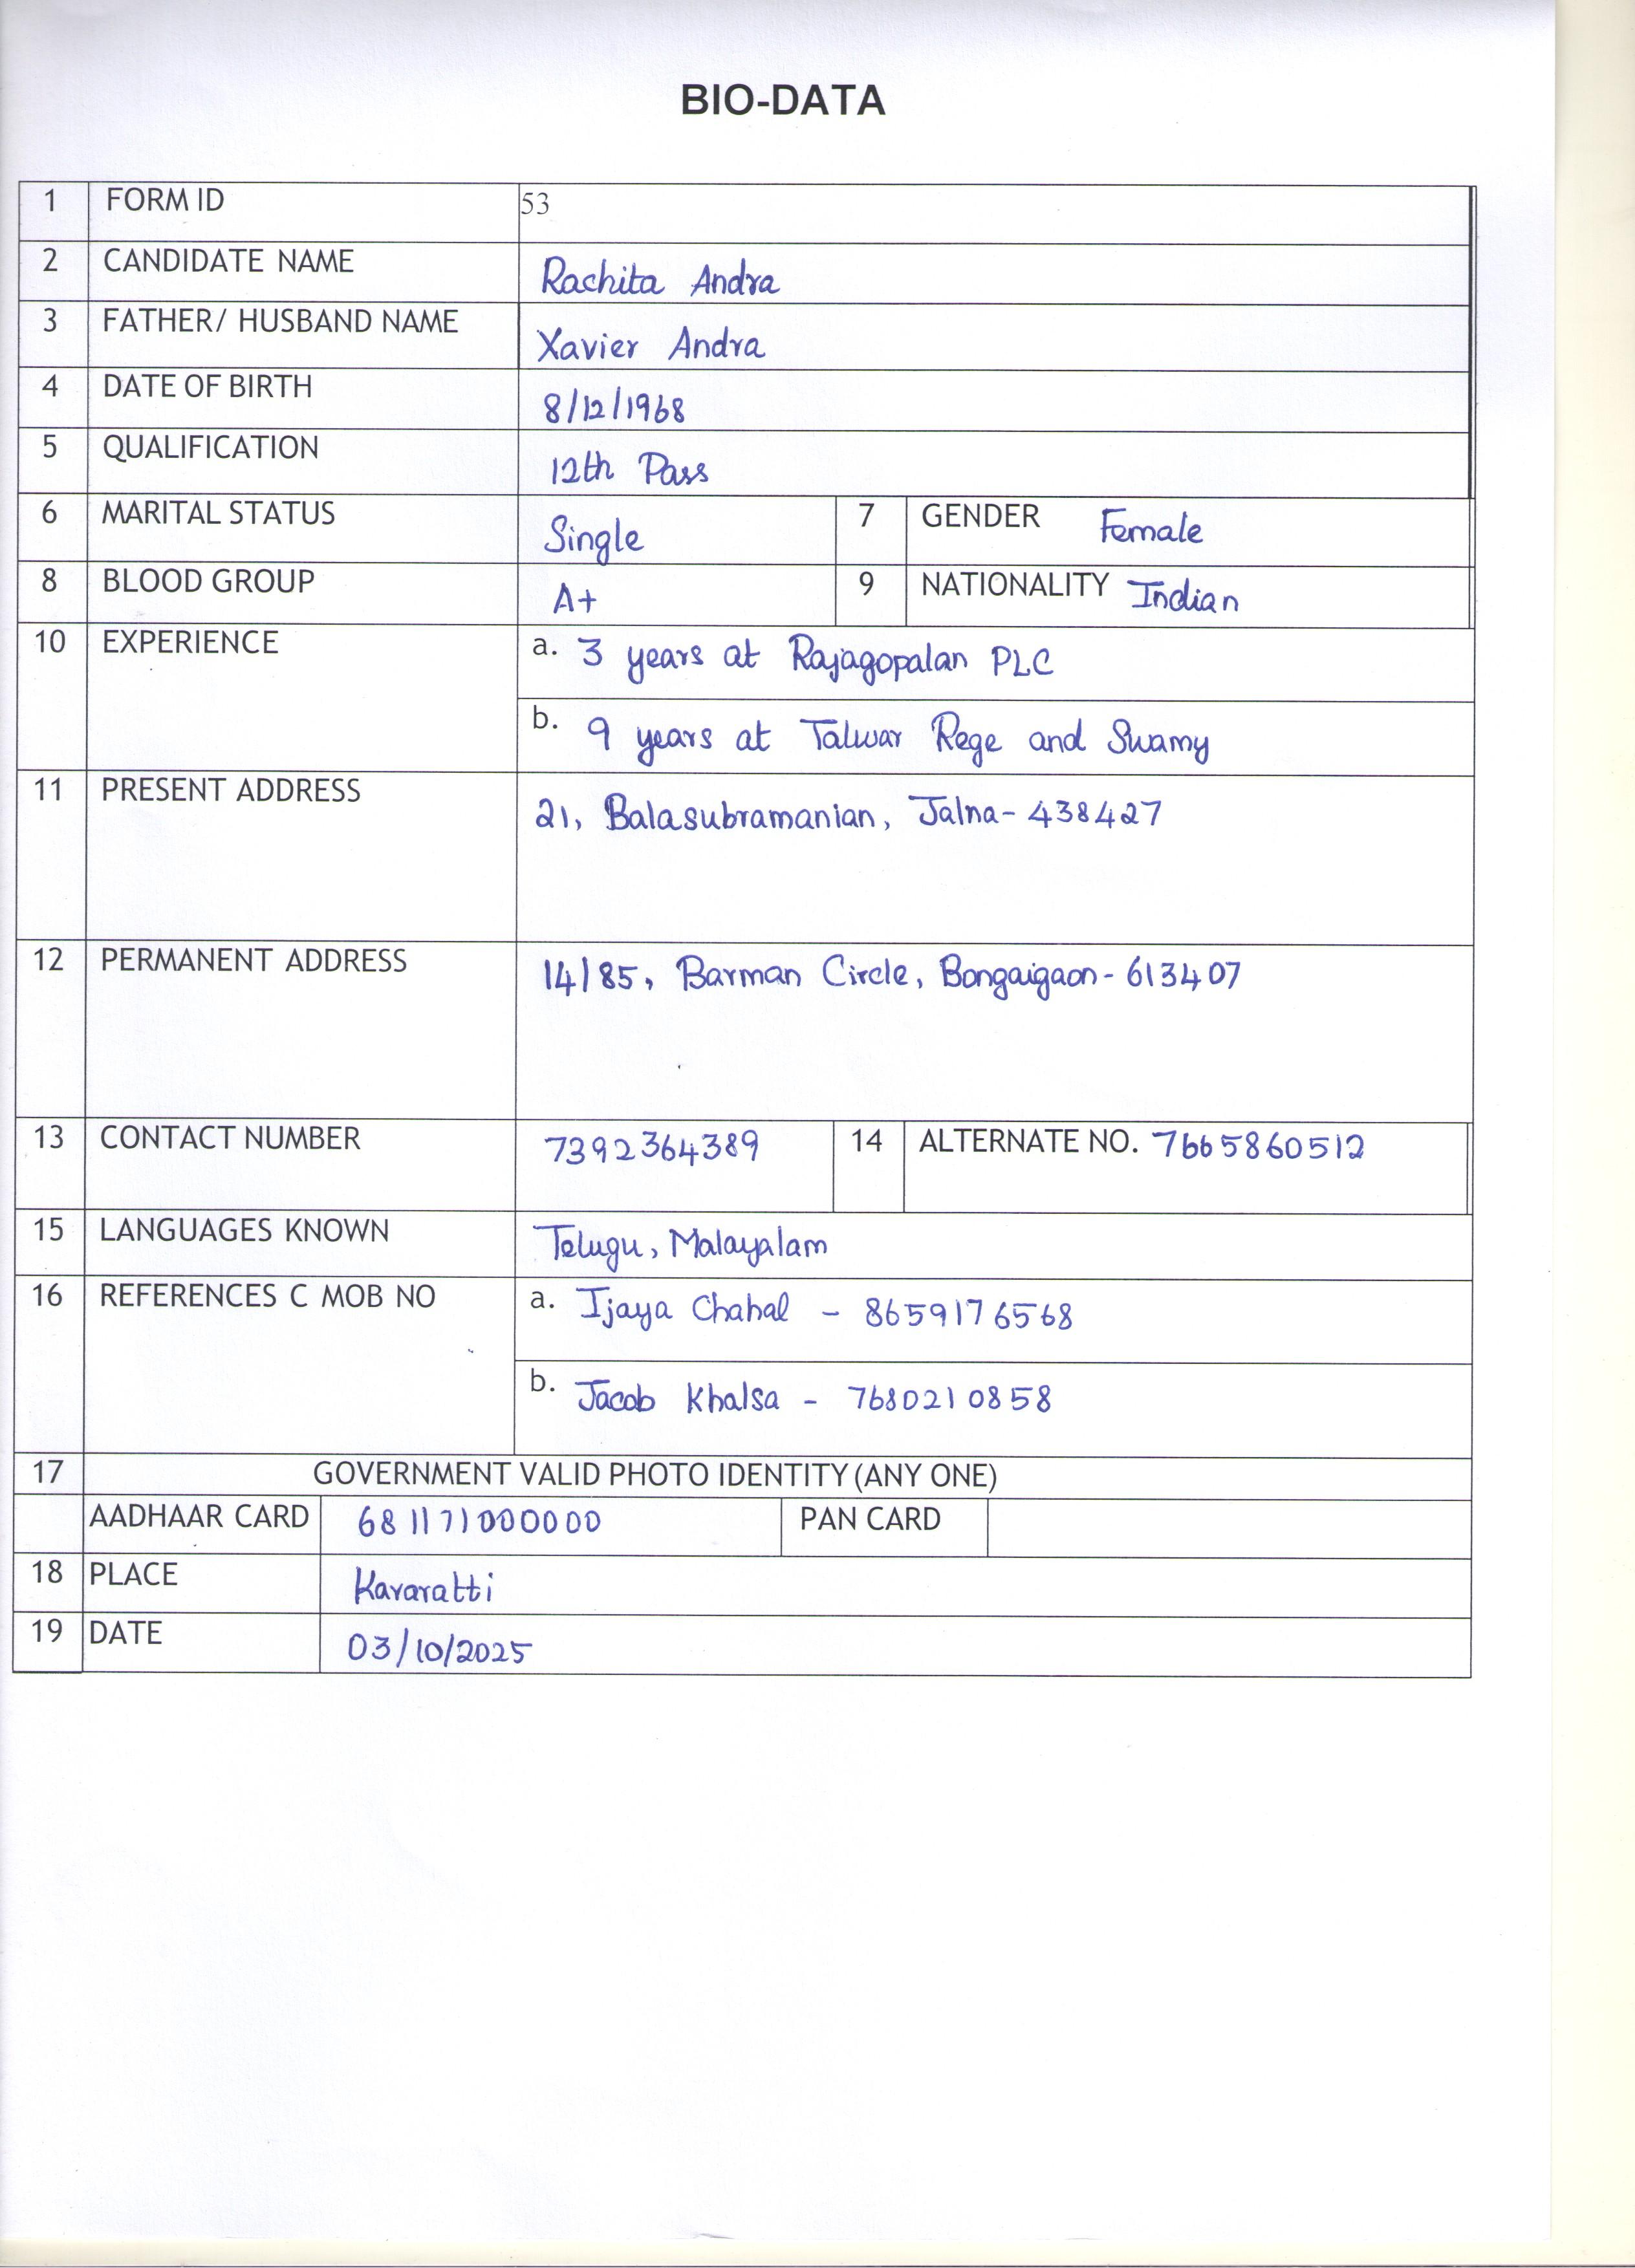 BIO-DATA
1 FORM ID 53
2 CANDIDATE NAME Rachita Andra
3 FATHER/ HUSBAND NAME Xavier Andra
4 DATE OF BIRTH 8/12/1968
5 QUALIFICATION 12th Pass
6 MARITAL STATUS Single 7 GENDER Female
8 BLOOD GROUP A+ 9 NATIONALITY Indian
10 EXPERIENCE a. 3 years at Rajagopalan PLC
b. 9 years at Talwar Rege and Swamy
11 PRESENT ADDRESS 21, Balasubramanian, Jalna- 438427
12 PERMANENT ADDRESS 14/85, Barman Circle, Bongaigaon- 613407
13 CONTACT NUMBER 7392364389 14 ALTERNATE NO. 7665860512
15 LANGUAGES KNOWN Telugu, Malayalam
16 REFERENCES C MOB NO a. Ijaya Chahal - 8659176568
b. Jacob Khalsa - 7680210858
17 GOVERNMENT VALID PHOTO IDENTITY (ANY ONE)
AADHAAR CARD 681171000000 PAN CARD
18 PLACE Kavaratti
19 DATE 03/10/2025